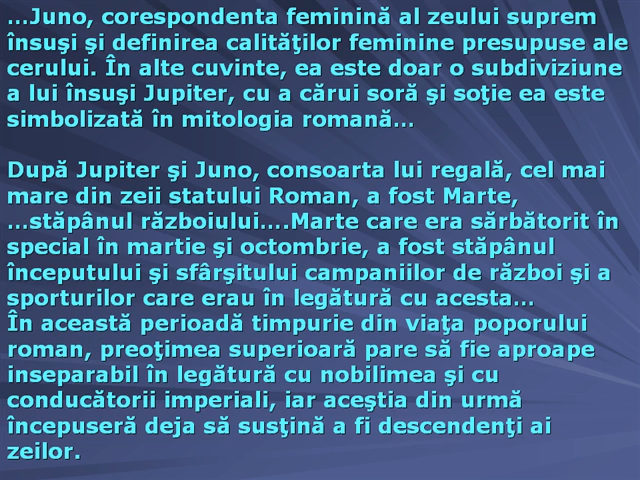 …Juno, corespondenta feminină al zeului suprem
însuşi şi definirea calităţilor feminine presupuse ale
cerului. În alte cuvinte, ea este doar o subdiviziune
a lui însuşi Jupiter, cu a cărui soră şi soţie ea este
simbolizată în mitologia romană…
După Jupiter şi Juno, consoarta lui regală, cel mai
mare din zeii statului Roman, a fost Marte,
…stăpânul războiului….Marte care era sărbătorit în
special în martie şi octombrie, a fost stăpânul
începutului şi sfârşitului campaniilor de război şi a
sporturilor care erau în legătură cu acesta…
În această perioadă timpurie din viaţa poporului
roman, preoţimea superioară pare să fie aproape
inseparabil în legătură cu nobilimea şi cu
conducătorii imperiali, iar aceştia din urmă
începuseră deja să susţină a fi descendenţi ai
zeilor.